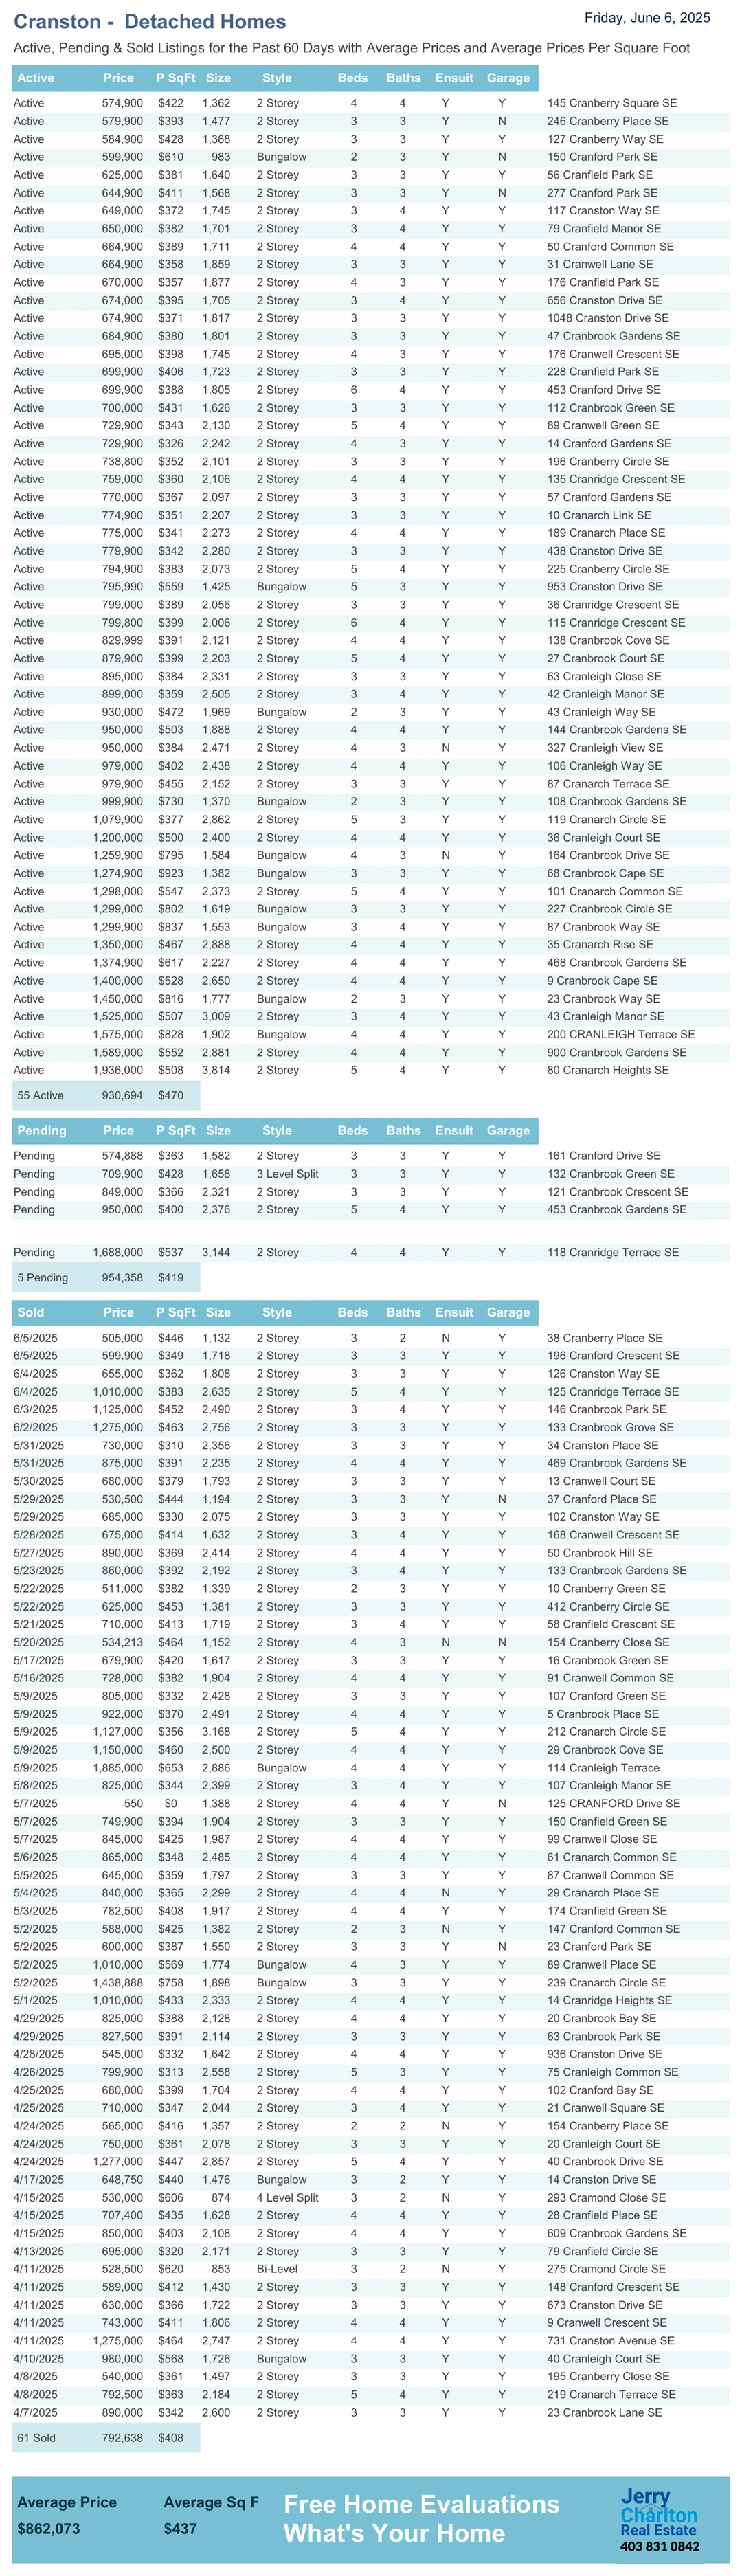 Cranston - Detached Homes Friday, June 6, 2025
Active, Pending & Sold Listings for the Past 60 Days with Average Prices and Average Prices Per Square Foot
Active Price P SqFt Size Style Beds Baths Ensuit Garage
Active 574,900 $422 1,362 2 Storey 4 4 Y Y 145 Cranberry Square SE
Active 579,900 $393 1,477 2 Storey 3 3 Y N 246 Cranberry Place SE
Active 584,900 $428 1,368 2 Storey 3 3 Y Y 127 Cranberry Way SE
Active 599,900 $610 983 Bungalow 2 3 Y N 150 Cranford Park SE
Active 625,000 $381 1,640 2 Storey 3 3 Y Y 56 Cranfield Park SE
Active 644,900 $411 1,568 2 Storey 3 3 Y N 277 Cranford Park SE
Active 649,000 $372 1,745 2 Storey 3 4 Y Y 117 Cranston Way SE
Active 650,000 $382 1,701 2 Storey 3 4 Y Y 79 Cranfield Manor SE
Active 664,900 $389 1,711 2 Storey 4 4 Y Y 50 Cranford Common SE
Active 664,900 $358 1,859 2 Storey 3 3 Y Y 31 Cranwell Lane SE
Active 670,000 $357 1,877 2 Storey 4 3 Y Y 176 Cranfield Park SE
Active 674,000 $395 1,705 2 Storey 3 4 Y Y 656 Cranston Drive SE
Active 674,900 $371 1,817 2 Storey 3 3 Y Y 1048 Cranston Drive SE
Active 684,900 $380 1,801 2 Storey 3 3 Y Y 47 Cranbrook Gardens SE
Active 695,000 $398 1,745 2 Storey 4 3 Y Y 176 Cranwell Crescent SE
Active 699,900 $406 1,723 2 Storey 3 3 Y Y 228 Cranfield Park SE
Active 699,900 $388 1,805 2 Storey 6 4 Y Y 453 Cranford Drive SE
Active 700,000 $431 1,626 2 Storey 3 3 Y Y 112 Cranbrook Green SE
Active 729,900 $343 2,130 2 Storey 5 4 Y Y 89 Cranwell Green SE
Active 729,900 $326 2,242 2 Storey 4 3 Y Y 14 Cranford Gardens SE
Active 738,800 $352 2,101 2 Storey 3 3 Y Y 196 Cranberry Circle SE
Active 759,000 $360 2,106 2 Storey 4 4 Y Y 135 Cranridge Crescent SE
Active 770,000 $367 2,097 2 Storey 3 3 Y Y 57 Cranford Gardens SE
Active 774,900 $351 2,207 2 Storey 3 3 Y Y 10 Cranarch Link SE
Active 775,000 $341 2,273 2 Storey 4 4 Y Y 189 Cranarch Place SE
Active 779,900 $342 2,280 2 Storey 3 3 Y Y 438 Cranston Drive SE
Active 794,900 $383 2,073 2 Storey 5 4 Y Y 225 Cranberry Circle SE
Active 795,990 $559 1,425 Bungalow 5 3 Y Y 953 Cranston Drive SE
Active 799,000 $389 2,056 2 Storey 3 3 Y Y 36 Cranridge Crescent SE
Active 799,800 $399 2,006 2 Storey 6 4 Y Y 115 Cranridge Crescent SE
Active 829,999 $391 2,121 2 Storey 4 4 Y Y 138 Cranbrook Cove SE
Active 879,900 $399 2,203 2 Storey 5 4 Y Y 27 Cranbrook Court SE
Active 895,000 $384 2,331 2 Storey 3 3 Y Y 63 Cranleigh Close SE
Active 899,000 $359 2,505 2 Storey 3 4 Y Y 42 Cranleigh Manor SE
Active 930,000 $472 1,969 Bungalow 2 3 Y Y 43 Cranleigh Way SE
Active 950,000 $503 1,888 2 Storey 4 4 Y Y 144 Cranbrook Gardens SE
Active 950,000 $384 2,471 2 Storey 4 3 N Y 327 Cranleigh View SE
Active 979,000 $402 2,438 2 Storey 4 4 Y Y 106 Cranleigh Way SE
Active 979,900 $455 2,152 2 Storey 3 3 Y Y 87 Cranarch Terrace SE
Active 999,900 $730 1,370 Bungalow 2 3 Y Y 108 Cranbrook Gardens SE
Active 1,079,900 $377 2,862 2 Storey 5 3 Y Y 119 Cranarch Circle SE
Active 1,200,000 $500 2,400 2 Storey 4 4 Y Y 36 Cranleigh Court SE
Active 1,259,900 $795 1,584 Bungalow 4 3 N Y 164 Cranbrook Drive SE
Active 1,274,900 $923 1,382 Bungalow 3 3 Y Y 68 Cranbrook Cape SE
Active 1,298,000 $547 2,373 2 Storey 5 4 Y Y 101 Cranarch Common SE
Active 1,299,000 $802 1,619 Bungalow 3 3 Y Y 227 Cranbrook Circle SE
Active 1,299,900 $837 1,553 Bungalow 3 4 Y Y 87 Cranbrook Way SE
Active 1,350,000 $467 2,888 2 Storey 4 4 Y Y 35 Cranarch Rise SE
Active 1,374,900 $617 2,227 2 Storey 4 4 Y Y 468 Cranbrook Gardens SE
Active 1,400,000 $528 2,650 2 Storey 4 4 Y Y 9 Cranbrook Cape SE
Active 1,450,000 $816 1,777 Bungalow 2 3 Y Y 23 Cranbrook Way SE
Active 1,525,000 $507 3,009 2 Storey 3 4 Y Y 43 Cranleigh Manor SE
Active 1,575,000 $828 1,902 Bungalow 4 4 Y Y 200 CRANLEIGH Terrace SE
Active 1,589,000 $552 2,881 2 Storey 4 4 Y Y 900 Cranbrook Gardens SE
Active 1,936,000 $508 3,814 2 Storey 5 4 Y Y 80 Cranarch Heights SE
55 Active 930,694 $470
Pending Price P SqFt Size Style Beds Baths Ensuit Garage
Pending 574,888 $363 1,582 2 Storey 3 3 Y Y 161 Cranford Drive SE
Pending 709,900 $428 1,658 3 Level Split 3 3 Y Y 132 Cranbrook Green SE
Pending 849,000 $366 2,321 2 Storey 3 3 Y Y 121 Cranbrook Crescent SE
Pending 950,000 $400 2,376 2 Storey 5 4 Y Y 453 Cranbrook Gardens SE
Pending 1,688,000 $537 3,144 2 Storey 4 4 Y Y 118 Cranridge Terrace SE
5 Pending 954,358 $419
Sold Price P SqFt Size Style Beds Baths Ensuit Garage
6/5/2025 505,000 $446 1,132 2 Storey 3 2 N Y 38 Cranberry Place SE
6/5/2025 599,900 $349 1,718 2 Storey 3 3 Y Y 196 Cranford Crescent SE
6/4/2025 655,000 $362 1,808 2 Storey 3 3 Y Y 126 Cranston Way SE
6/4/2025 1,010,000 $383 2,635 2 Storey 5 4 Y Y 125 Cranridge Terrace SE
6/3/2025 1,125,000 $452 2,490 2 Storey 3 4 Y Y 146 Cranbrook Park SE
6/2/2025 1,275,000 $463 2,756 2 Storey 3 3 Y Y 133 Cranbrook Grove SE
5/31/2025 730,000 $310 2,356 2 Storey 3 3 Y Y 34 Cranston Place SE
5/31/2025 875,000 $391 2,235 2 Storey 4 4 Y Y 469 Cranbrook Gardens SE
5/30/2025 680,000 $379 1,793 2 Storey 3 3 Y Y 13 Cranwell Court SE
5/29/2025 530,500 $444 1,194 2 Storey 3 3 Y N 37 Cranford Place SE
5/29/2025 685,000 $330 2,075 2 Storey 3 3 Y Y 102 Cranston Way SE
5/28/2025 675,000 $414 1,632 2 Storey 3 4 Y Y 168 Cranwell Crescent SE
5/27/2025 890,000 $369 2,414 2 Storey 4 4 Y Y 50 Cranbrook Hill SE
5/23/2025 860,000 $392 2,192 2 Storey 3 4 Y Y 133 Cranbrook Gardens SE
5/22/2025 511,000 $382 1,339 2 Storey 2 3 Y Y 10 Cranberry Green SE
5/22/2025 625,000 $453 1,381 2 Storey 3 3 Y Y 412 Cranberry Circle SE
5/21/2025 710,000 $413 1,719 2 Storey 3 4 Y Y 58 Cranfield Crescent SE
5/20/2025 534,213 $464 1,152 2 Storey 4 3 N N 154 Cranberry Close SE
5/17/2025 679,900 $420 1,617 2 Storey 3 3 Y Y 16 Cranbrook Green SE
5/16/2025 728,000 $382 1,904 2 Storey 4 4 Y Y 91 Cranwell Common SE
5/9/2025 805,000 $332 2,428 2 Storey 3 3 Y Y 107 Cranford Green SE
5/9/2025 922,000 $370 2,491 2 Storey 4 4 Y Y 5 Cranbrook Place SE
5/9/2025 1,127,000 $356 3,168 2 Storey 5 4 Y Y 212 Cranarch Circle SE
5/9/2025 1,150,000 $460 2,500 2 Storey 4 4 Y Y 29 Cranbrook Cove SE
5/9/2025 1,885,000 $653 2,886 Bungalow 4 4 Y Y 114 Cranleigh Terrace
5/8/2025 825,000 $344 2,399 2 Storey 3 4 Y Y 107 Cranleigh Manor SE
5/7/2025 550 $0 1,388 2 Storey 4 4 Y N 125 CRANFORD Drive SE
5/7/2025 749,900 $394 1,904 2 Storey 3 3 Y Y 150 Cranfield Green SE
5/7/2025 845,000 $425 1,987 2 Storey 4 4 Y Y 99 Cranwell Close SE
5/6/2025 865,000 $348 2,485 2 Storey 4 4 Y Y 61 Cranarch Common SE
5/5/2025 645,000 $359 1,797 2 Storey 3 3 Y Y 87 Cranwell Common SE
5/4/2025 840,000 $365 2,299 2 Storey 4 4 N Y 29 Cranarch Place SE
5/3/2025 782,500 $408 1,917 2 Storey 4 4 Y Y 174 Cranfield Green SE
5/2/2025 588,000 $425 1,382 2 Storey 2 3 N Y 147 Cranford Common SE
5/2/2025 600,000 $387 1,550 2 Storey 3 3 Y N 23 Cranford Park SE
5/2/2025 1,010,000 $569 1,774 Bungalow 4 3 Y Y 89 Cranwell Place SE
5/2/2025 1,438,888 $758 1,898 Bungalow 3 3 Y Y 239 Cranarch Circle SE
5/1/2025 1,010,000 $433 2,333 2 Storey 4 4 Y Y 14 Cranridge Heights SE
4/29/2025 825,000 $388 2,128 2 Storey 4 4 Y Y 20 Cranbrook Bay SE
4/29/2025 827,500 $391 2,114 2 Storey 3 3 Y Y 63 Cranbrook Park SE
4/28/2025 545,000 $332 1,642 2 Storey 4 4 Y Y 936 Cranston Drive SE
4/26/2025 799,900 $313 2,558 2 Storey 5 3 Y Y 75 Cranleigh Common SE
4/25/2025 680,000 $399 1,704 2 Storey 4 4 Y Y 102 Cranford Bay SE
4/25/2025 710,000 $347 2,044 2 Storey 3 4 Y Y 21 Cranwell Square SE
4/24/2025 565,000 $416 1,357 2 Storey 2 2 N Y 154 Cranberry Place SE
4/24/2025 750,000 $361 2,078 2 Storey 3 3 Y Y 20 Cranleigh Court SE
4/24/2025 1,277,000 $447 2,857 2 Storey 5 4 Y Y 40 Cranbrook Drive SE
4/17/2025 648,750 $440 1,476 Bungalow 3 2 Y Y 14 Cranston Drive SE
4/15/2025 530,000 $606 874 4 Level Split 3 2 N Y 293 Cramond Close SE
4/15/2025 707,400 $435 1,628 2 Storey 4 4 Y Y 28 Cranfield Place SE
4/15/2025 850,000 $403 2,108 2 Storey 4 4 Y Y 609 Cranbrook Gardens SE
4/13/2025 695,000 $320 2,171 2 Storey 3 3 Y Y 79 Cranfield Circle SE
4/11/2025 528,500 $620 853 Bi-Level 3 2 N Y 275 Cramond Circle SE
4/11/2025 589,000 $412 1,430 2 Storey 3 3 Y Y 148 Cranford Crescent SE
4/11/2025 630,000 $366 1,722 2 Storey 3 3 Y Y 673 Cranston Drive SE
4/11/2025 743,000 $411 1,806 2 Storey 4 4 Y Y 9 Cranwell Crescent SE
4/11/2025 1,275,000 $464 2,747 2 Storey 4 4 Y Y 731 Cranston Avenue SE
4/10/2025 980,000 $568 1,726 Bungalow 3 3 Y Y 40 Cranleigh Court SE
4/8/2025 540,000 $361 1,497 2 Storey 3 3 Y Y 195 Cranberry Close SE
4/8/2025 792,500 $363 2,184 2 Storey 5 4 Y Y 219 Cranarch Terrace SE
4/7/2025 890,000 $342 2,600 2 Storey 3 3 Y Y 23 Cranbrook Lane SE
61 Sold 792,638 $408
Average Price Average Sq F
$862,073 $437
Free Home Evaluations
What's Your Home
Jerry
Charlton
Real Estate
403 831 0842